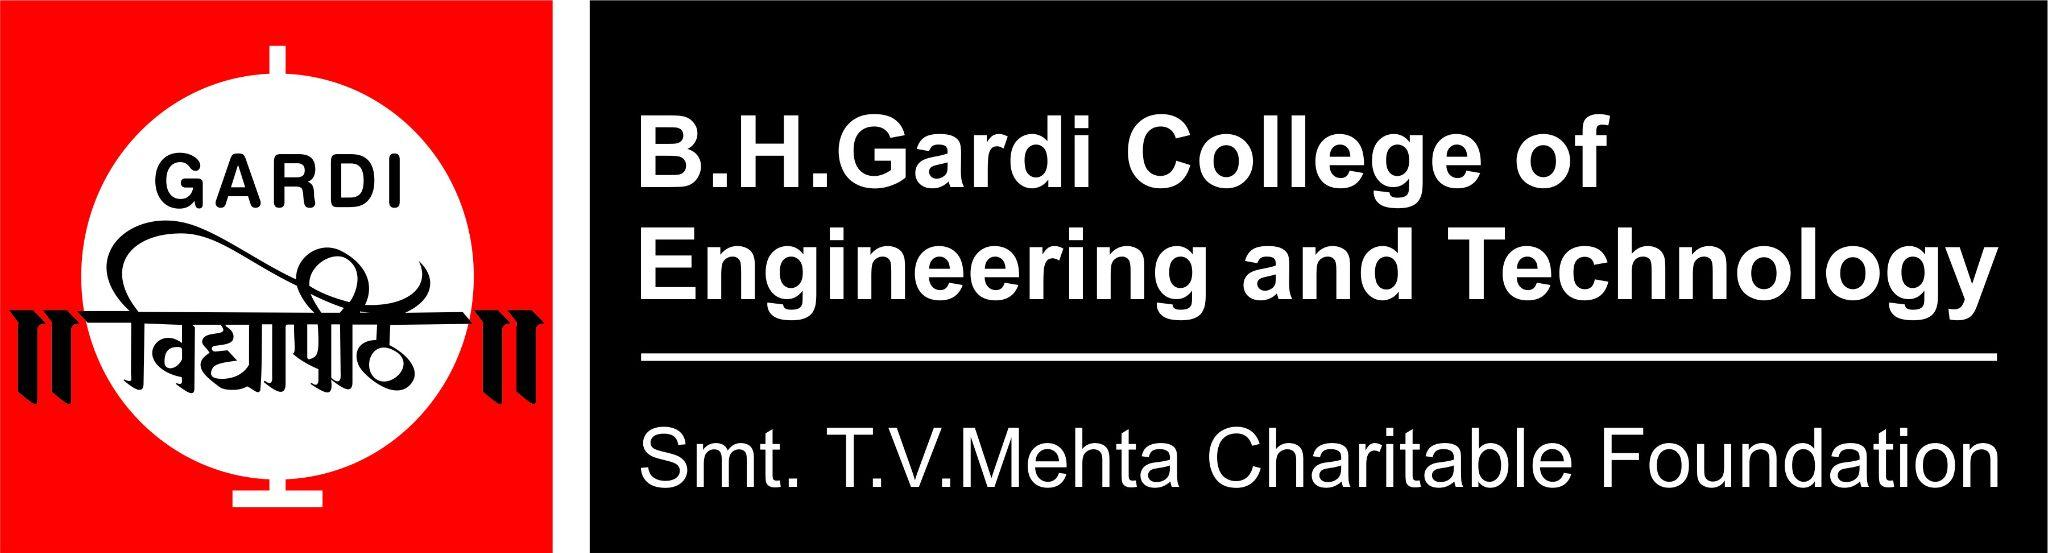 GARDI
॥ विद्यापीठ ॥
B.H.Gardi College of
Engineering and Technology
Smt. T.V.Mehta Charitable Foundation